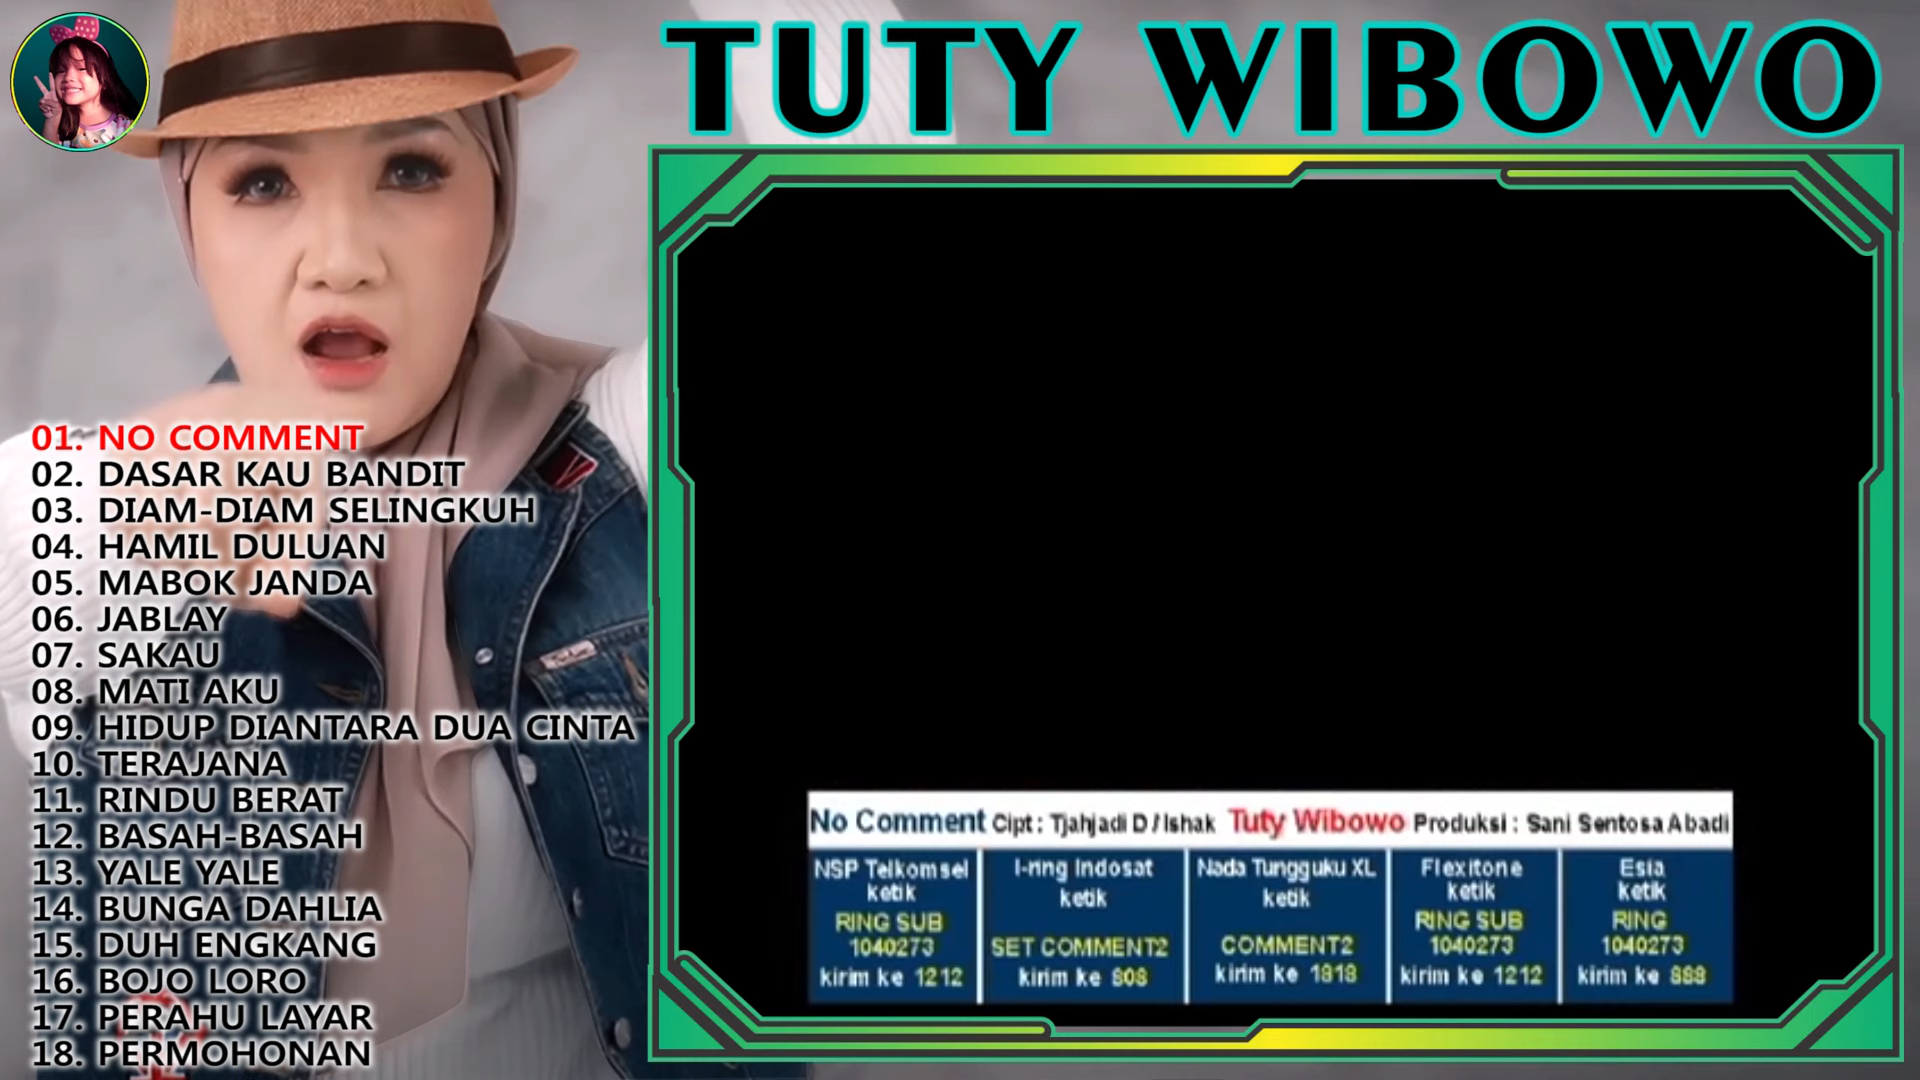 TUTY WIBOWO
01. NO COMMENT
02. DASAR KAU BANDIT
03. DIAM-DIAM SELINGKUH
04. HAMIL DULUAN
05. MABOK JANDA
06. JABLAY
07. SAKAU
08. MATI AKU
09. HIDUP DIANTARA DUA CINTA
10. TERAJANA
11. RINDU BERAT
12. BASAH-BASAH
13. YALE YALE
14. BUNGA DAHLIA
15. DUH ENGKANG
16. BOJO LORO
17. PERAHU LAYAR
18. PERMOHONAN
No Comment Cipt : Tjahjadi D / Ishak Tuty Wibowo Produksi : Sani Sentosa Abadi
NSP Telkomsel
ketik
RING SUB
1040273
kirim ke 1212
I-ring Indosat
ketik
SET COMMENT2
kirim ke 808
Nada Tungguku XL
ketik
COMMENT2
kirim ke 1818
Flexitone
ketik
RING SUB
1040273
kirim ke 1212
Esia
ketik
RING
1040273
kirim ke 888